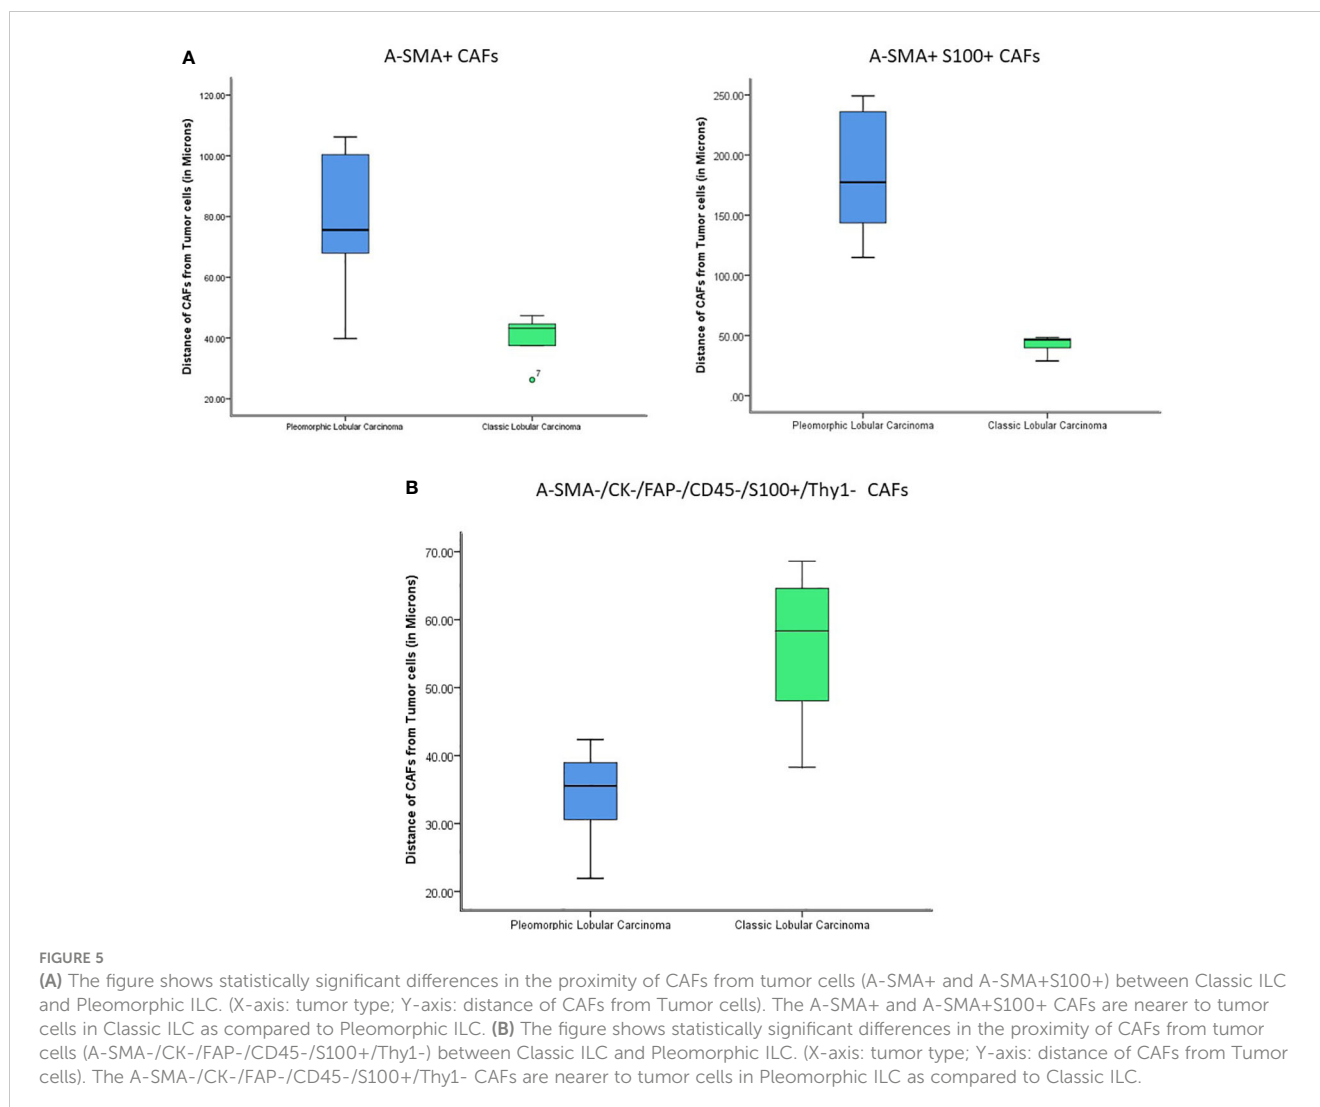 A
A-SMA+ CAFs
Distance of CAFs from Tumor cells (in Microns)
120.00
100.00
80.00
60.00
40.00
20.00
7
Pleomorphic Lobular Carcinoma
Classic Lobular Carcinoma
A-SMA+ S100+ CAFs
Distance of CAFs from Tumor cells (in Microns)
250.00
200.00
150.00
100.00
50.00
.00
Pleomorphic Lobular Carcinoma
Classic Lobular Carcinoma
B
A-SMA-/CK-/FAP-/CD45-/S100+/Thy1- CAFs
Distance of CAFs from Tumor cells (in Microns)
70.00
60.00
50.00
40.00
30.00
20.00
Pleomorphic Lobular Carcinoma
Classic Lobular Carcinoma
FIGURE 5
(A) The figure shows statistically significant differences in the proximity of CAFs from tumor cells (A-SMA+ and A-SMA+S100+) between Classic ILC
and Pleomorphic ILC. (X-axis: tumor type; Y-axis: distance of CAFs from Tumor cells). The A-SMA+ and A-SMA+S100+ CAFs are nearer to tumor
cells in Classic ILC as compared to Pleomorphic ILC. (B) The figure shows statistically significant differences in the proximity of CAFs from tumor
cells (A-SMA-/CK-/FAP-/CD45-/S100+/Thy1-) between Classic ILC and Pleomorphic ILC. (X-axis: tumor type; Y-axis: distance of CAFs from Tumor
cells). The A-SMA-/CK-/FAP-/CD45-/S100+/Thy1- CAFs are nearer to tumor cells in Pleomorphic ILC as compared to Classic ILC.